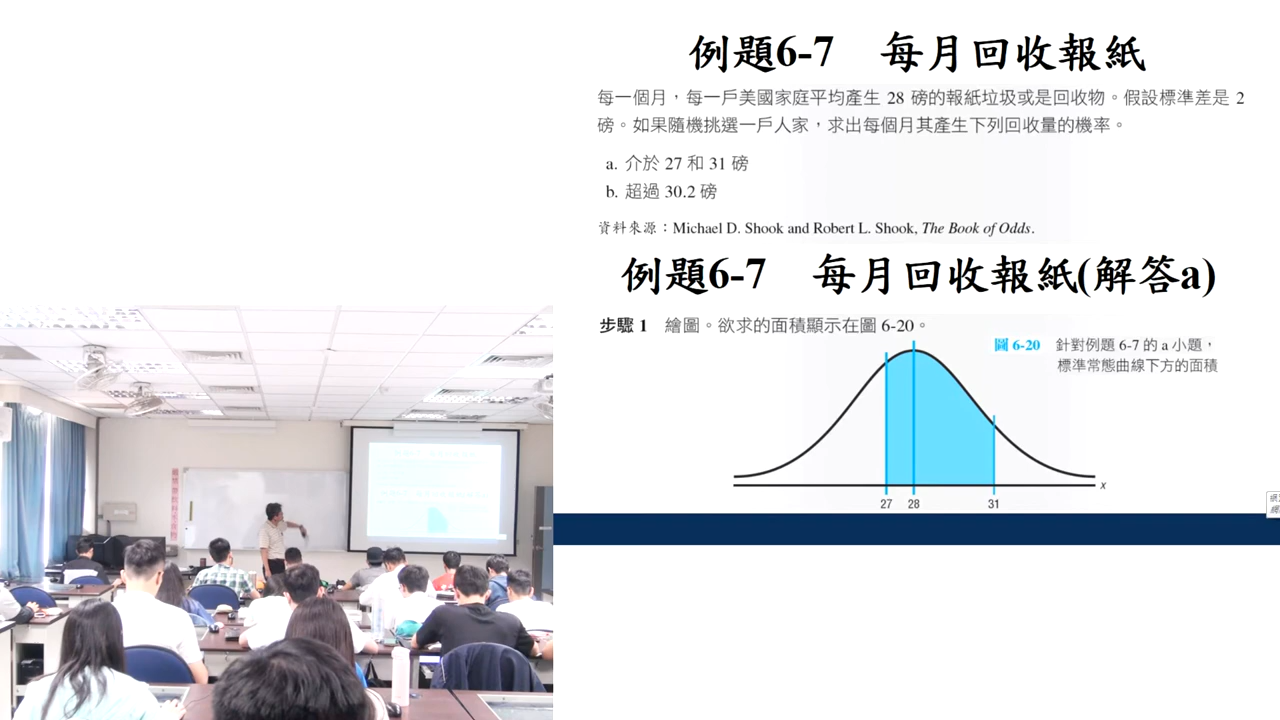 例題6-7 每月回收報紙
每一個月，每一戶美國家庭平均產生 28 磅的報紙垃圾或是回收物。假設標準差是 2
磅。如果隨機挑選一戶人家，求出每個月其產生下列回收量的機率。
a. 介於 27 和 31 磅
b. 超過 30.2 磅
資料來源：Michael D. Shook and Robert L. Shook, The Book of Odds.
例題6-7 每月回收報紙(解答a)
步驟 1 繪圖。欲求的面積顯示在圖 6-20。
圖 6-20 針對例題 6-7 的 a 小題，
標準常態曲線下方的面積
x
27 28 31